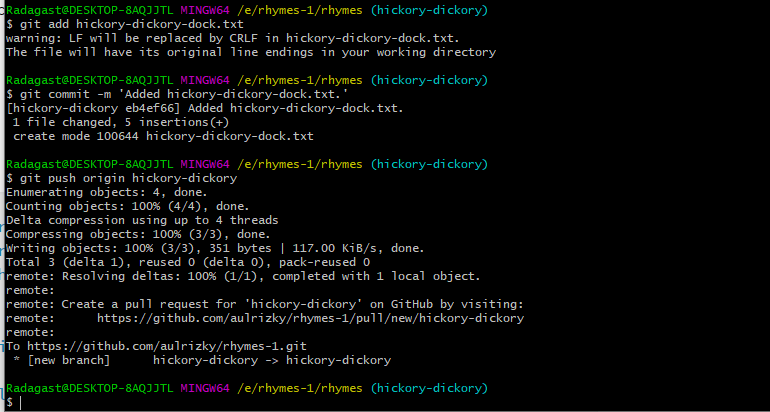 Radagast@DESKTOP-8AQJJTL MINGW64 /e/rhymes-1/rhymes (hickory-dickory)
$ git add hickory-dickory-dock.txt
warning: LF will be replaced by CRLF in hickory-dickory-dock.txt.
The file will have its original line endings in your working directory
Radagast@DESKTOP-8AQJJTL MINGW64 /e/rhymes-1/rhymes (hickory-dickory)
$ git commit -m 'Added hickory-dickory-dock.txt.'
[hickory-dickory eb4ef66] Added hickory-dickory-dock.txt.
1 file changed, 5 insertions(+)
create mode 100644 hickory-dickory-dock.txt
Radagast@DESKTOP-8AQJJTL MINGW64 /e/rhymes-1/rhymes (hickory-dickory)
$ git push origin hickory-dickory
Enumerating objects: 4, done.
Counting objects: 100% (4/4), done.
Delta compression using up to 4 threads
Compressing objects: 100% (3/3), done.
Writing objects: 100% (3/3), 351 bytes | 117.00 KiB/s, done.
Total 3 (delta 1), reused 0 (delta 0), pack-reused 0
remote: Resolving deltas: 100% (1/1), completed with 1 local object.
remote:
remote: Create a pull request for 'hickory-dickory' on GitHub by visiting:
remote:      https://github.com/aulrizky/rhymes-1/pull/new/hickory-dickory
remote:
To https://github.com/aulrizky/rhymes-1.git
* [new branch]      hickory-dickory -> hickory-dickory
Radagast@DESKTOP-8AQJJTL MINGW64 /e/rhymes-1/rhymes (hickory-dickory)
$